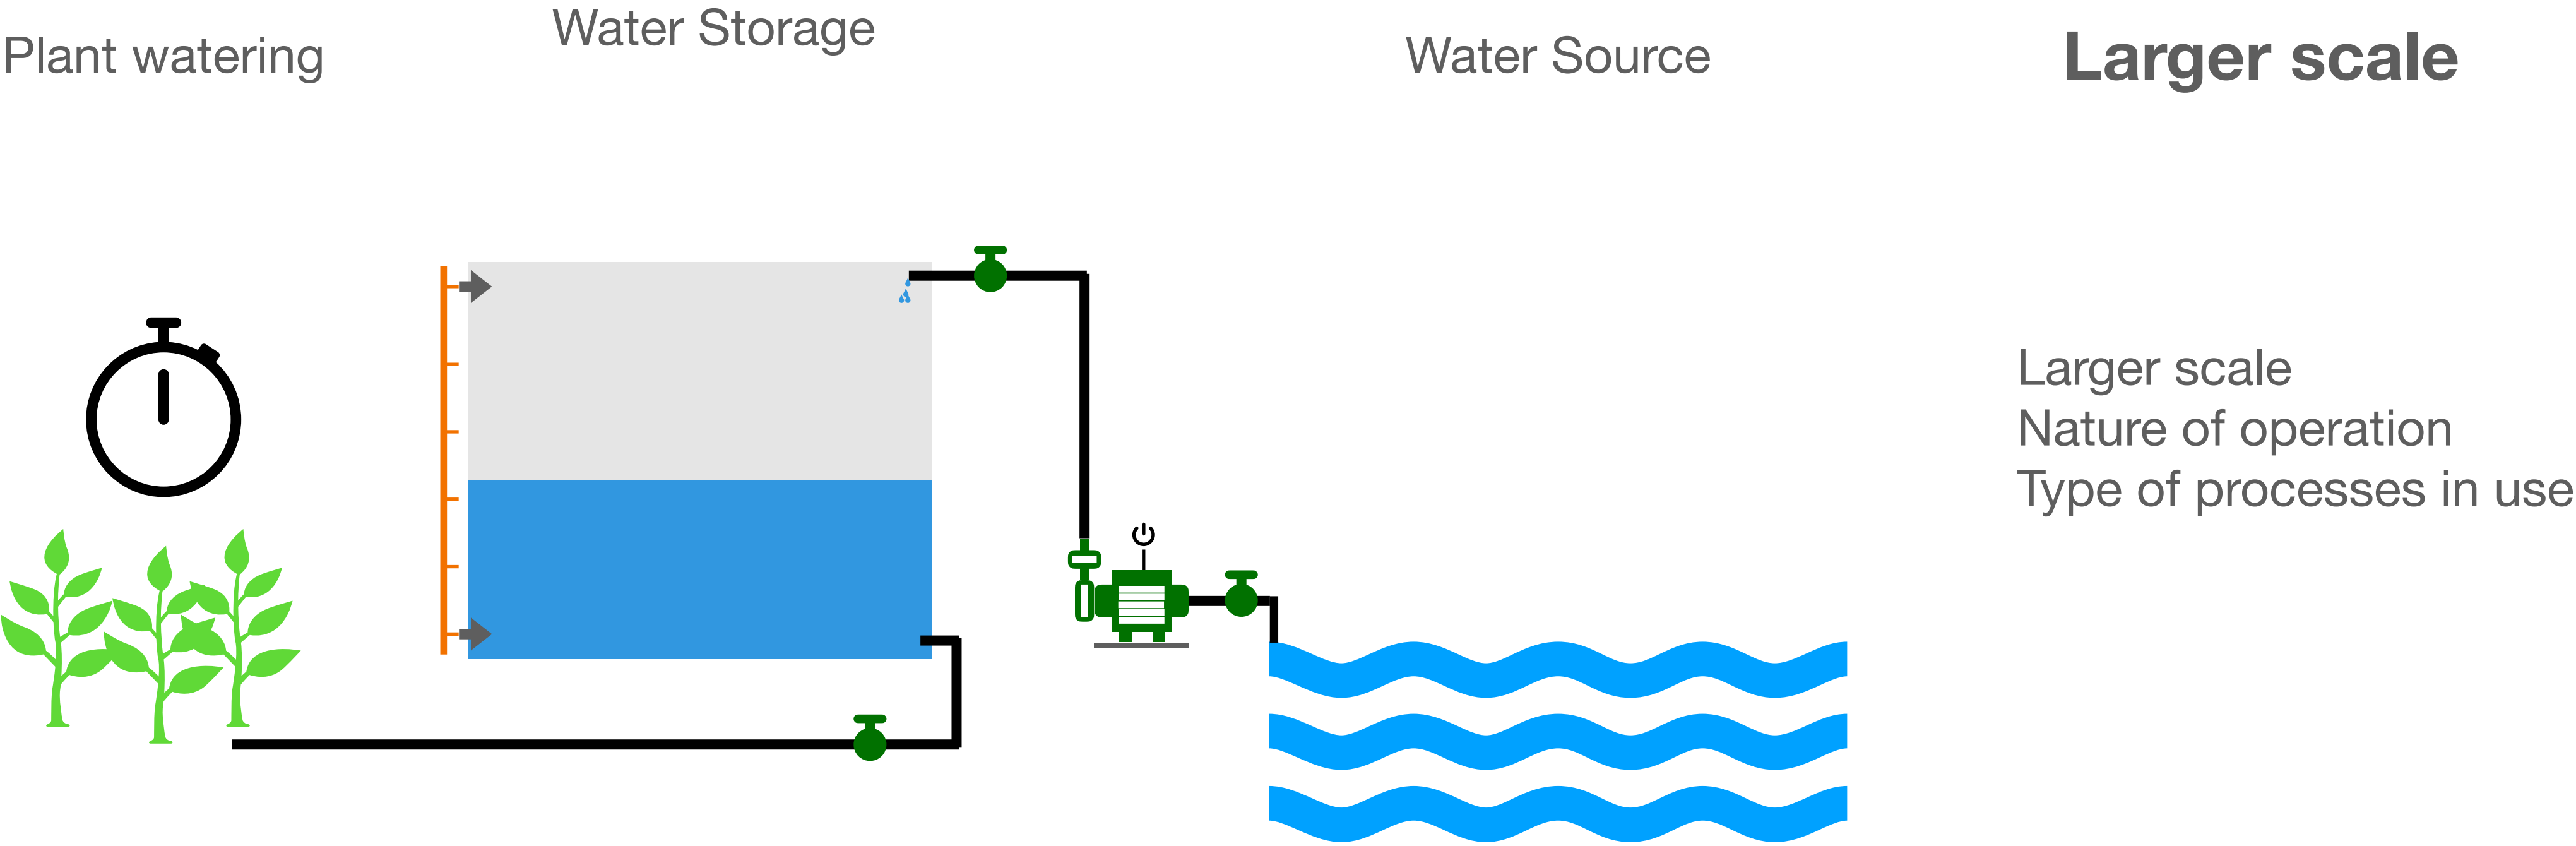 Plant watering
Water Storage
Water Source
Larger scale
Larger scale
Nature of operation
Type of processes in use